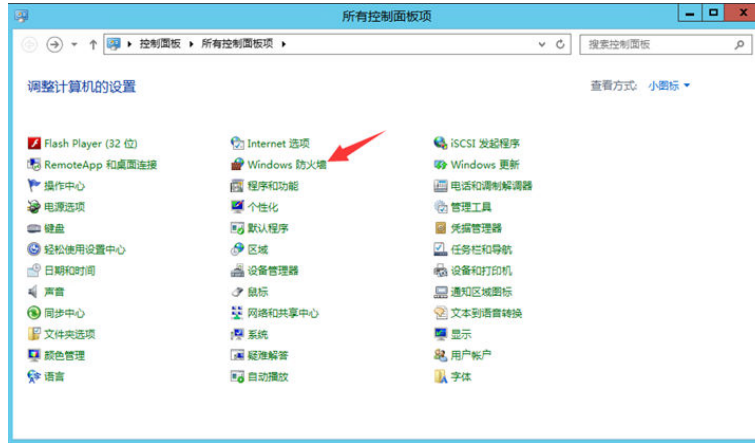 所有控制面板项
控制面板 所有控制面板项
搜索控制面板
调整计算机的设置
查看方式: 小图标
Flash Player (32 位) Internet 选项 iSCSI 发起程序
RemoteApp 和桌面连接 Windows 防火墙 Windows 更新
操作中心 程序和功能 电话和调制解调器
电源选项 个性化 管理工具
键盘 默认程序 凭据管理器
轻松使用设置中心 区域 任务栏和导航
日期和时间 设备管理器 设备和打印机
声音 鼠标 通知区域图标
同步中心 网络和共享中心 文本到语音转换
文件夹选项 系统 显示
颜色管理 疑难解答 用户帐户
语言 自动播放 字体